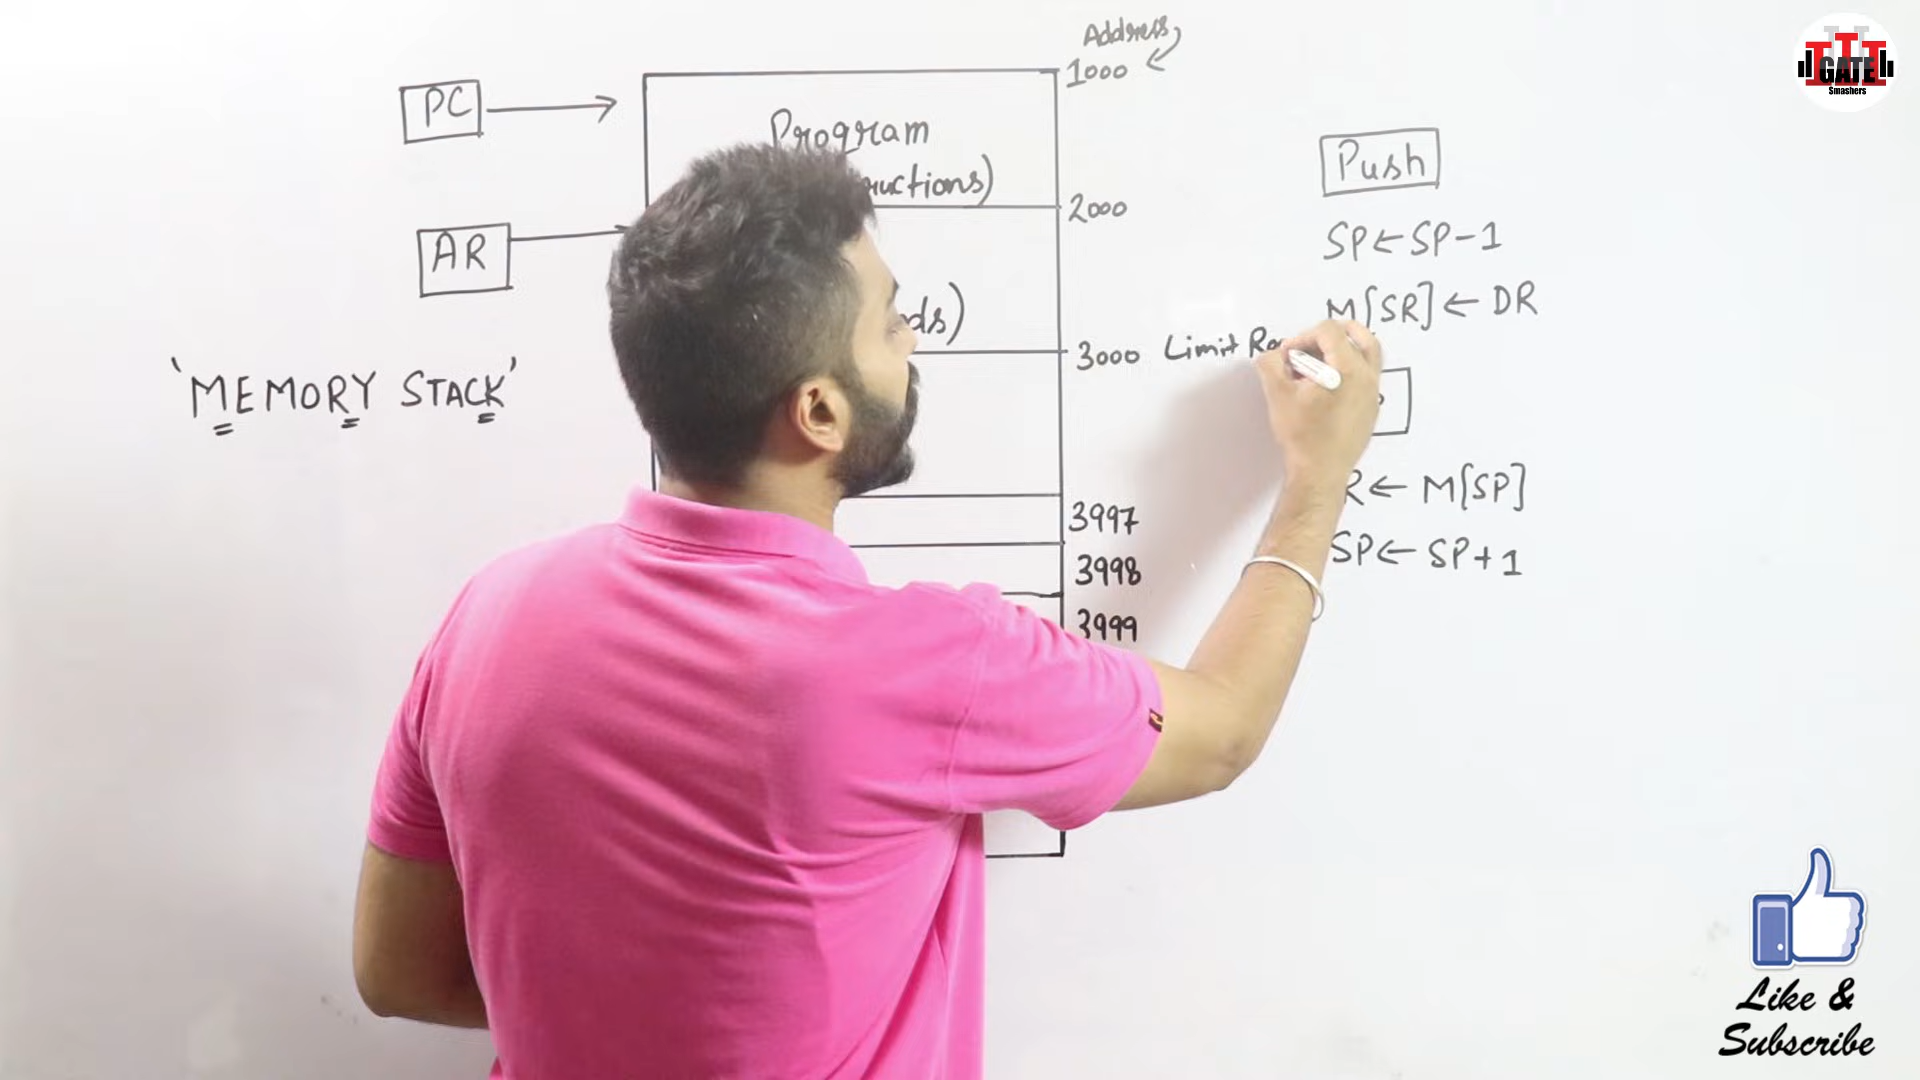 Address
1000
PC
Program
uctions)
2000
AR
ds)
3000 Limit
'MEMORY STACK'
3997
3998
3999
Push
SP ← SP-1
M[SR] ← DR
R ← M[SP]
SP ← SP+1
GATE
Smashers
Like &
Subscribe